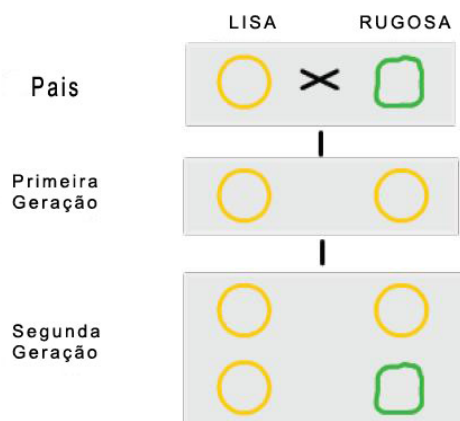 LISA RUGOSA
Pais
Primeira
Geração
Segunda
Geração